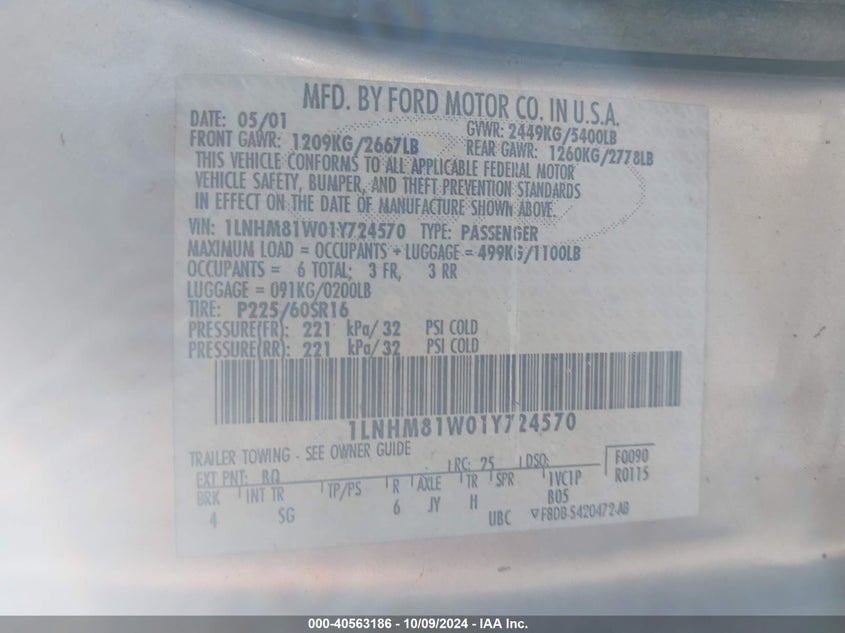 MFD. BY FORD MOTOR CO. IN U.S.A.
DATE: 05/01 GVWR: 2449KG/5400LB
FRONT GAWR: 1209KG/2667LB REAR GAWR: 1260KG/2778LB
THIS VEHICLE CONFORMS TO ALL APPLICABLE FEDERAL MOTOR
VEHICLE SAFETY, BUMPER, AND THEFT PREVENTION STANDARDS
IN EFFECT ON THE DATE OF MANUFACTURE SHOWN ABOVE.
VIN: 1LNHM81W01Y724570 TYPE: PASSENGER
MAXIMUM LOAD = OCCUPANTS + LUGGAGE = 499KG/1100LB
OCCUPANTS = 6 TOTAL; 3 FR, 3 RR
LUGGAGE = 091KG/0200LB
TIRE: P225/60SR16
PRESSURE(FR): 221 kPa/ 32 PSI COLD
PRESSURE(RR): 221 kPa/ 32 PSI COLD
1LNHM81W01Y724570
TRAILER TOWING - SEE OWNER GUIDE
EXT PNT: RC: 25 DSO: F0090
BRK INT TR TP/PS R AXLE TR SPR 1VC1P R0115
4 SG 6 JY H B05
UBC F8DB-S420472-AB
000-40563186 - 10/09/2024 - IAA Inc.